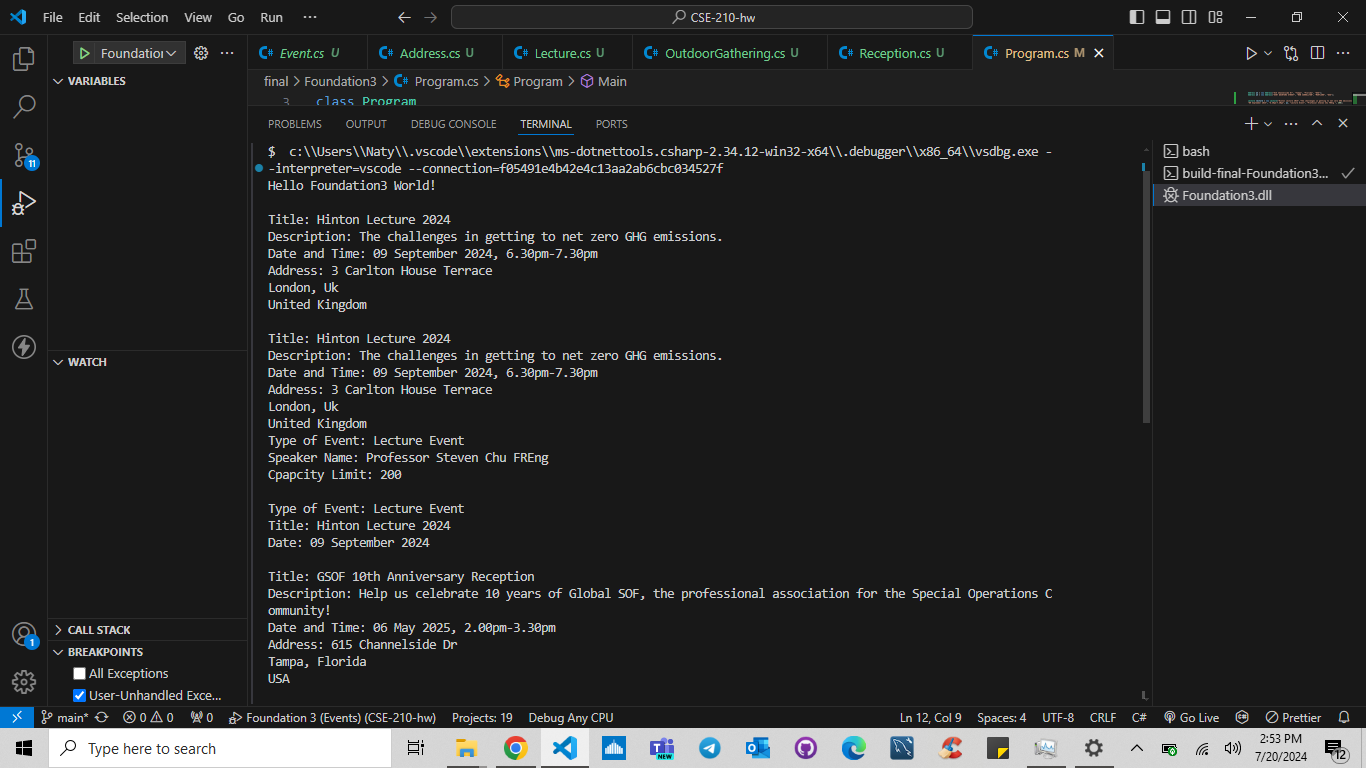 File Edit Selection View Go Run ··· CSE-210-hw
Foundation
Event.cs U Address.cs U Lecture.cs U OutdoorGathering.cs U Reception.cs U Program.cs M
VARIABLES
final > Foundation3 > Program.cs > Program > Main
3 class Program
PROBLEMS OUTPUT DEBUG CONSOLE TERMINAL PORTS
$ c:\\Users\\Naty\\.vscode\\extensions\\ms-dotnettools.csharp-2.34.12-win32-x64\\.debugger\\x86_64\\vsdbg.exe -
-interpreter=vscode --connection=f05491e4b42e4c13aa2ab6cbc034527f
Hello Foundation3 World!
Title: Hinton Lecture 2024
Description: The challenges in getting to net zero GHG emissions.
Date and Time: 09 September 2024, 6.30pm-7.30pm
Address: 3 Carlton House Terrace
London, Uk
United Kingdom
Title: Hinton Lecture 2024
Description: The challenges in getting to net zero GHG emissions.
Date and Time: 09 September 2024, 6.30pm-7.30pm
Address: 3 Carlton House Terrace
London, Uk
United Kingdom
Type of Event: Lecture Event
Speaker Name: Professor Steven Chu FREng
Cpapcity Limit: 200
Type of Event: Lecture Event
Title: Hinton Lecture 2024
Date: 09 September 2024
Title: GSOF 10th Anniversary Reception
Description: Help us celebrate 10 years of Global SOF, the professional association for the Special Operations C
ommunity!
Date and Time: 06 May 2025, 2.00pm-3.30pm
Address: 615 Channelside Dr
Tampa, Florida
USA
bash
build-final-Foundation3...
Foundation3.dll
11
WATCH
CALL STACK
BREAKPOINTS
All Exceptions
User-Unhandled Exce...
1
main* 0 0 0 Foundation 3 (Events) (CSE-210-hw) Projects: 19 Debug Any CPU Ln 12, Col 9 Spaces: 4 UTF-8 CRLF C# Go Live Prettier
Type here to search
NEW
2:53 PM
7/20/2024
12